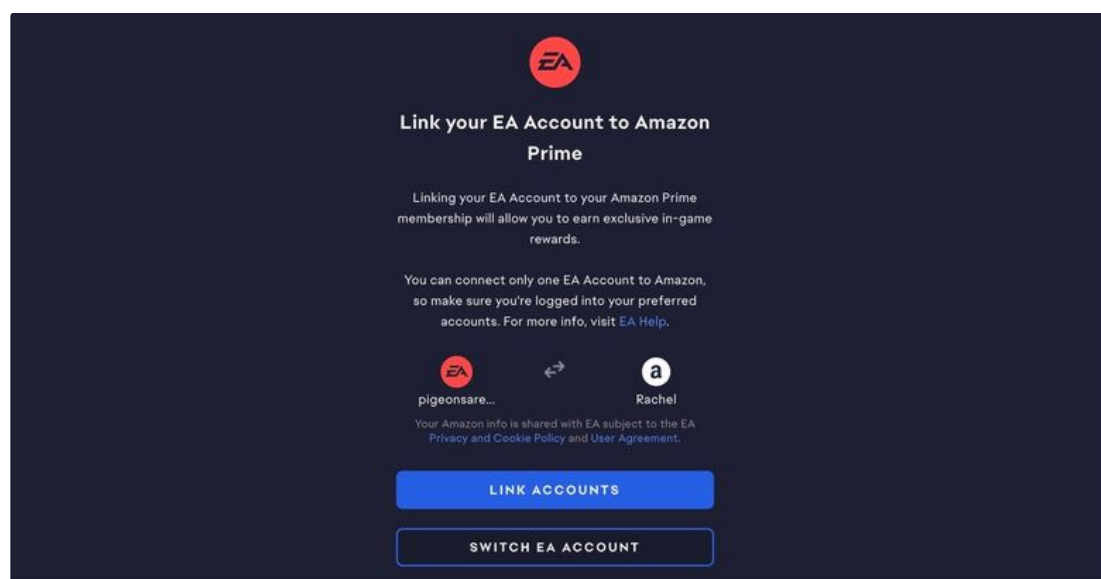 EA
Link your EA Account to Amazon
Prime
Linking your EA Account to your Amazon Prime
membership will allow you to earn exclusive in-game
rewards.
You can connect only one EA Account to Amazon,
so make sure you're logged into your preferred
accounts. For more info, visit EA Help.
EA a
pigeonsare... Rachel
Your Amazon info is shared with EA subject to the EA
Privacy and Cookie Policy and User Agreement.
LINK ACCOUNTS
SWITCH EA ACCOUNT